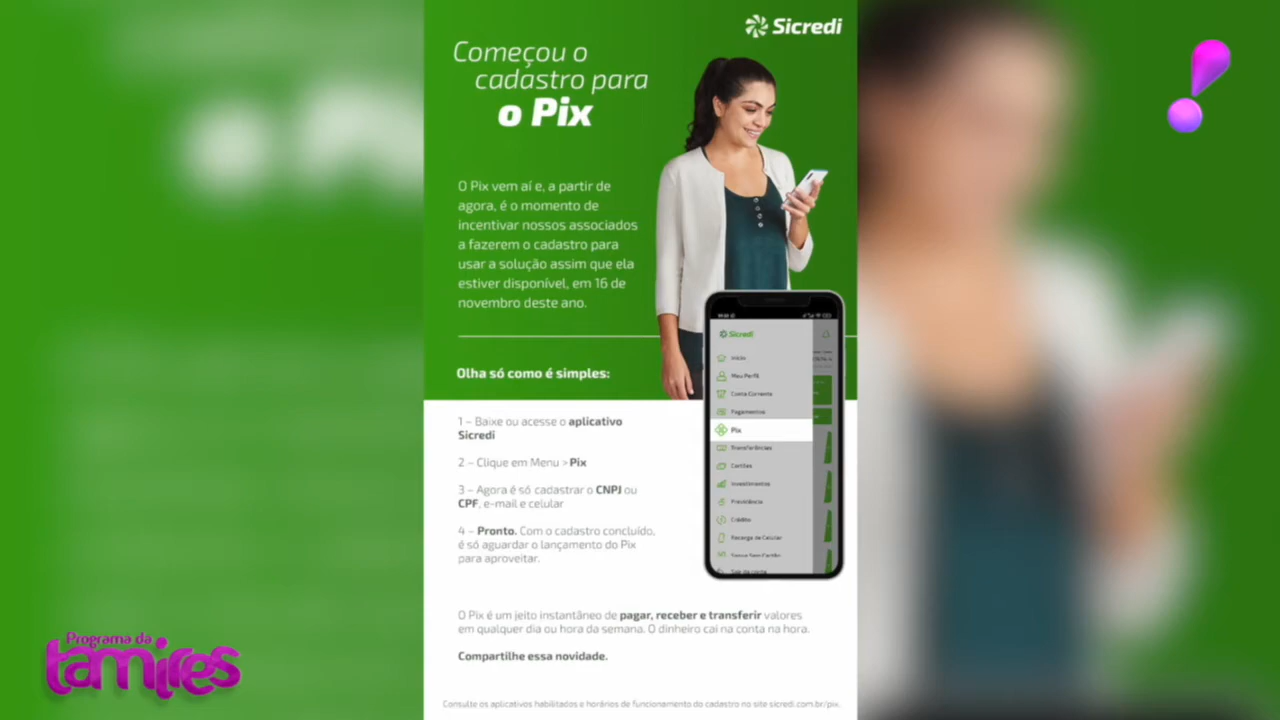 Sicredi
Começou o
cadastro para
o Pix
O Pix vem aí e, a partir de
agora, é o momento de
incentivar nossos associados
a fazerem o cadastro para
usar a solução assim que ela
estiver disponível, em 16 de
novembro deste ano.
Olha só como é simples:
1 – Baixe ou acesse o aplicativo
Sicredi
2 – Clique em Menu > Pix
3 – Agora é só cadastrar o CNPJ ou
CPF, e-mail e celular
4 – Pronto. Com o cadastro concluído,
é só aguardar o lançamento do Pix
para aproveitar.
Sicredi
Início
Meu Perfil
Conta Corrente
Pagamentos
Pix
Transferências
Cartões
Investimentos
Previdência
Crédito
Recarga de Celular
Saque Sem Cartão
Sair da conta
O Pix é um jeito instantâneo de pagar, receber e transferir valores
em qualquer dia ou hora da semana. O dinheiro cai na conta na hora.
Compartilhe essa novidade.
Consulte os aplicativos habilitados e horários de funcionamento do cadastro no site sicredi.com.br/pix.
Programa da
tamires